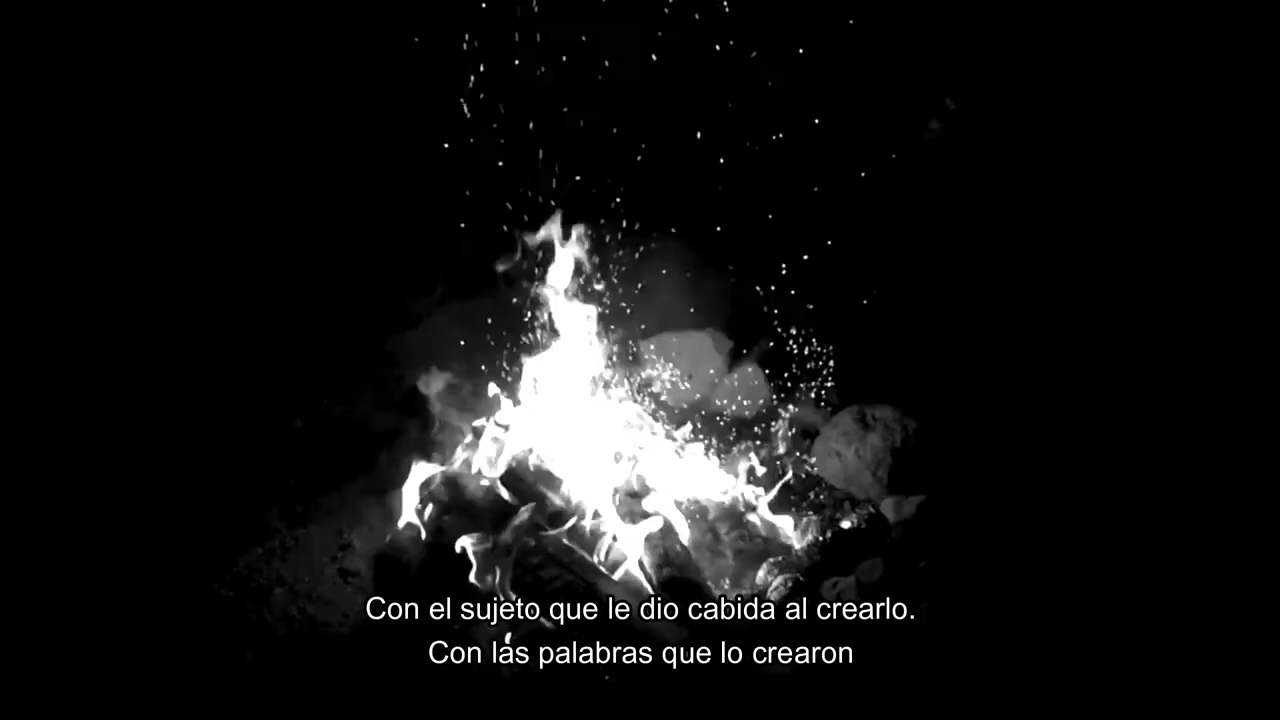 Con el sujeto que le dio cabida al crearlo.
Con las palabras que lo crearon